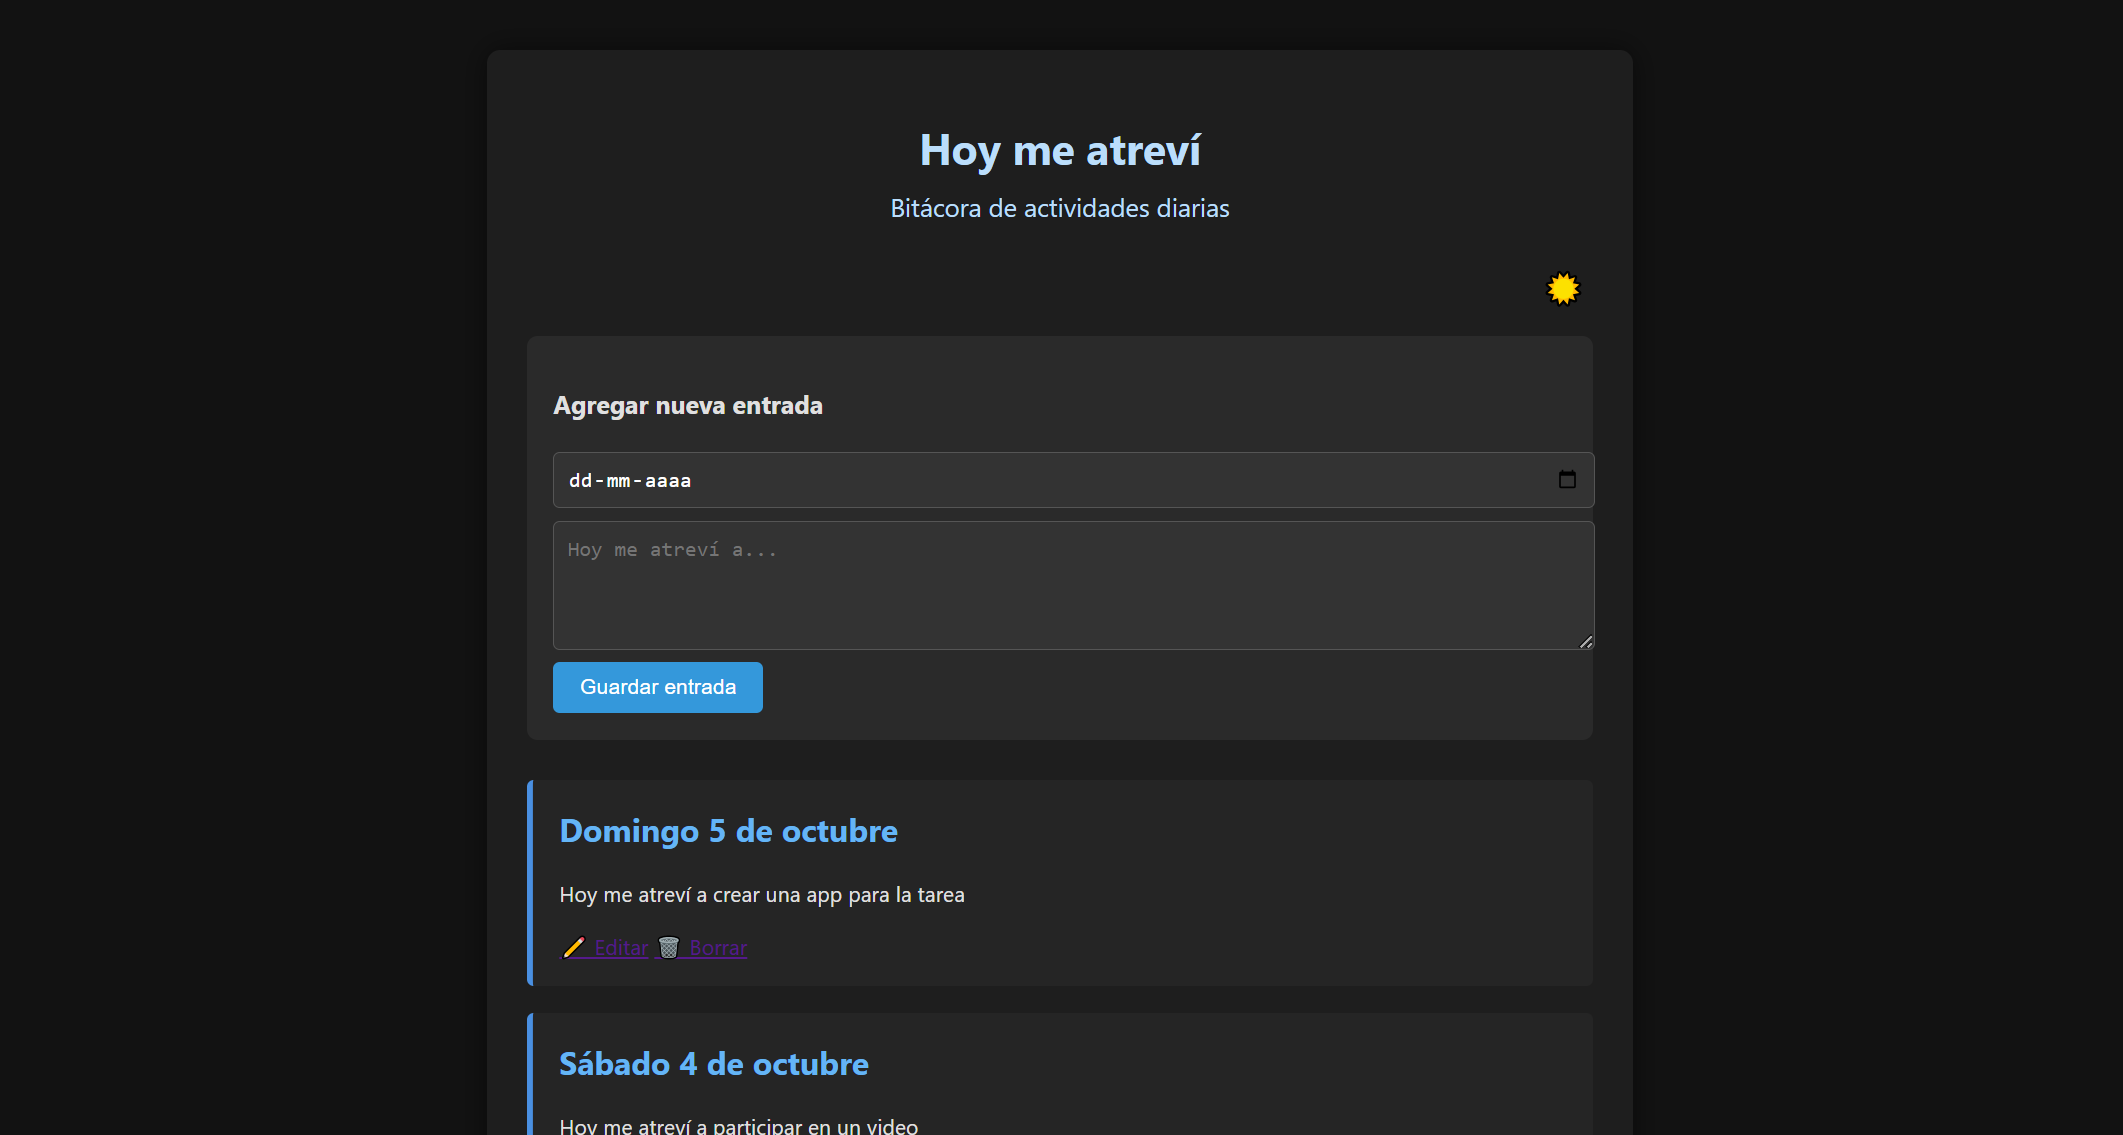 Hoy me atreví
Bitácora de actividades diarias
Agregar nueva entrada
dd-mm-aaaa
Hoy me atreví a...
Guardar entrada
Domingo 5 de octubre
Hoy me atreví a crear una app para la tarea
Editar Borrar
Sábado 4 de octubre
Hoy me atreví a participar en un video